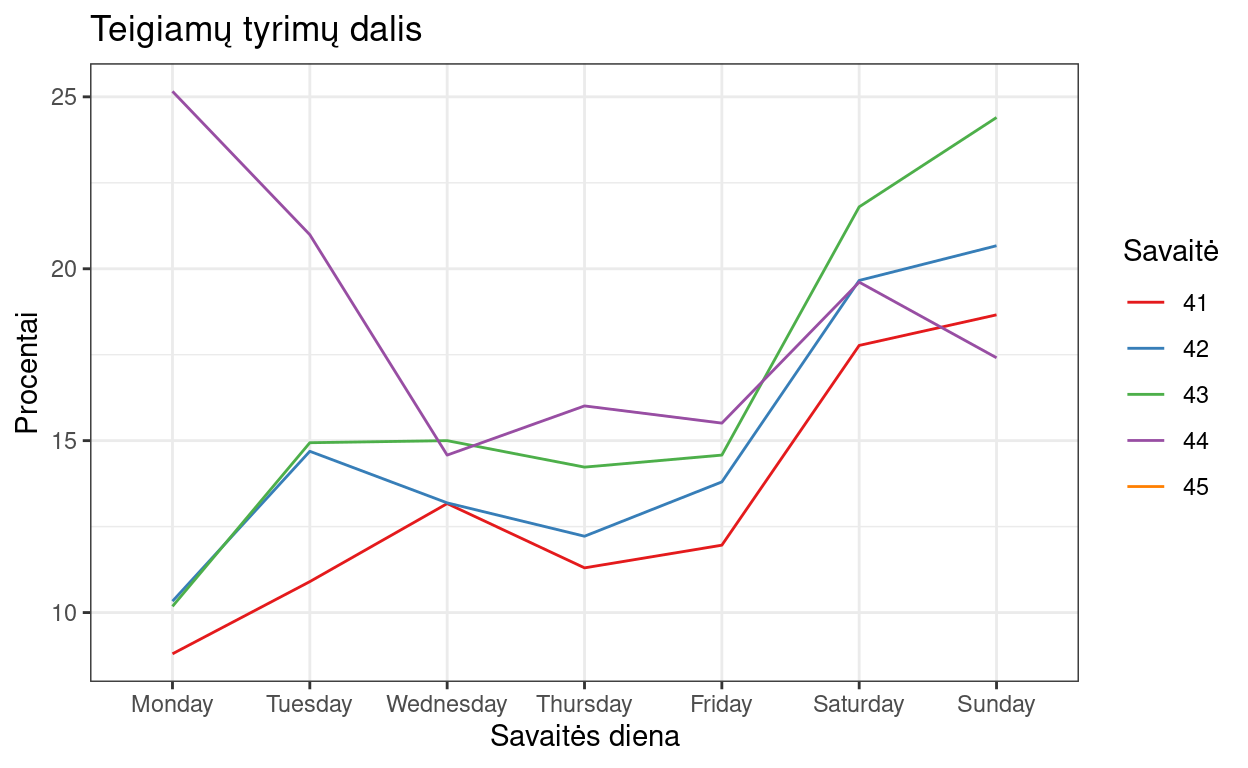 Teigiamų tyrimų dalis
25
20
15
10
Procentai
Monday Tuesday Wednesday Thursday Friday Saturday Sunday
Savaitės diena
Savaitė
41
42
43
44
45